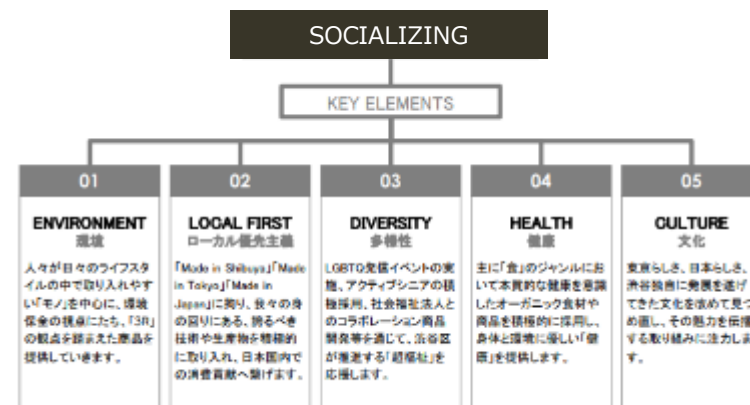 SOCIALIZING
KEY ELEMENTS
01
ENVIRONMENT
環境
人々が日々のライフスタ
イルの中で取り入れやす
い「モノ」を中心に、環境
保全の視点にたち、「3R」
の観点を踏まえた商品を
提供していきます。
02
LOCAL FIRST
ローカル優先主義
「Made in Shibuya」「Made
in Tokyo」「Made in
Japan」に拘り、我々の身
の回りにある、誇るべき
技術や生産物を積極的
に取り入れ、日本国内で
の消費貢献へ繋げます。
03
DIVERSITY
多様性
LGBTQ発信イベントの実
施、アクティブシニアの積
極採用、社会福祉法人と
のコラボレーション商品
開発等を通じて、渋谷区
が推進する「超福祉」を
応援します。
04
HEALTH
健康
主に「食」のジャンルにお
いて本質的な健康を意識
したオーガニック食材や
商品を積極的に採用し、
身体と環境に優しい「健
康」を提供します。
05
CULTURE
文化
東京らしさ、日本らしさ、
渋谷独自に発展を遂げ
てきた文化を改めて見つ
め直し、その魅力を伝播
する取り組みに注力しま
す。